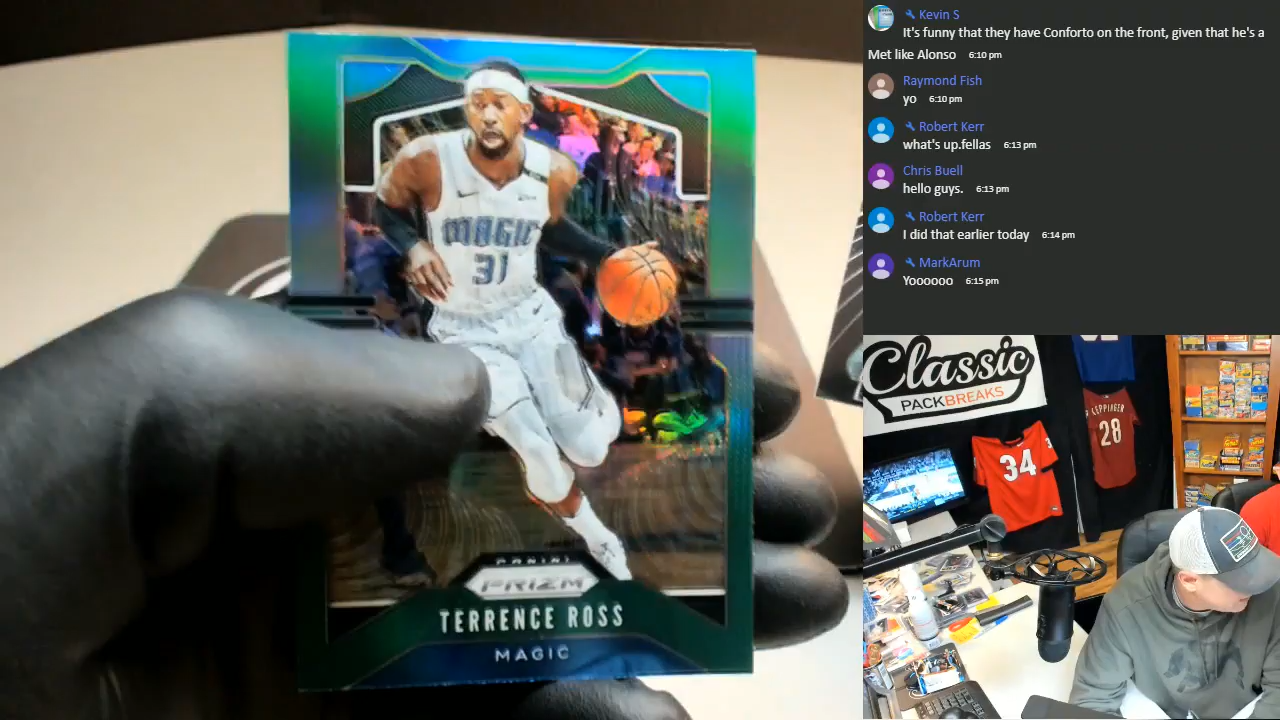 MAGIC
31
PANINI
PRIZM
TERRENCE ROSS
MAGIC
Kevin S
It's funny that they have Conforto on the front, given that he's a
Met like Alonso 6:10 pm
Raymond Fish
yo 6:10 pm
Robert Kerr
what's up.fellas 6:13 pm
Chris Buell
hello guys. 6:13 pm
Robert Kerr
I did that earlier today 6:14 pm
MarkArum
Yoooooo 6:15 pm
Classic
PACKBREAKS
34
28